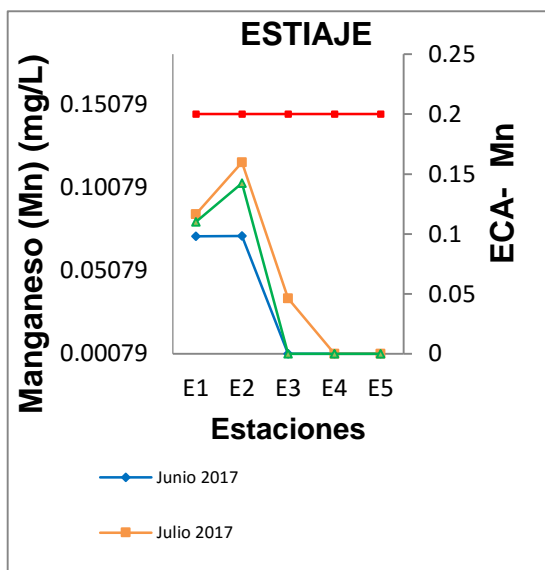 ESTIAJE
Manganeso (Mn) (mg/L)
0.15079
0.10079
0.05079
0.00079
0.25
0.2
0.15
0.1
0.05
0
ECA- Mn
E1 E2 E3 E4 E5
Estaciones
Junio 2017
Julio 2017